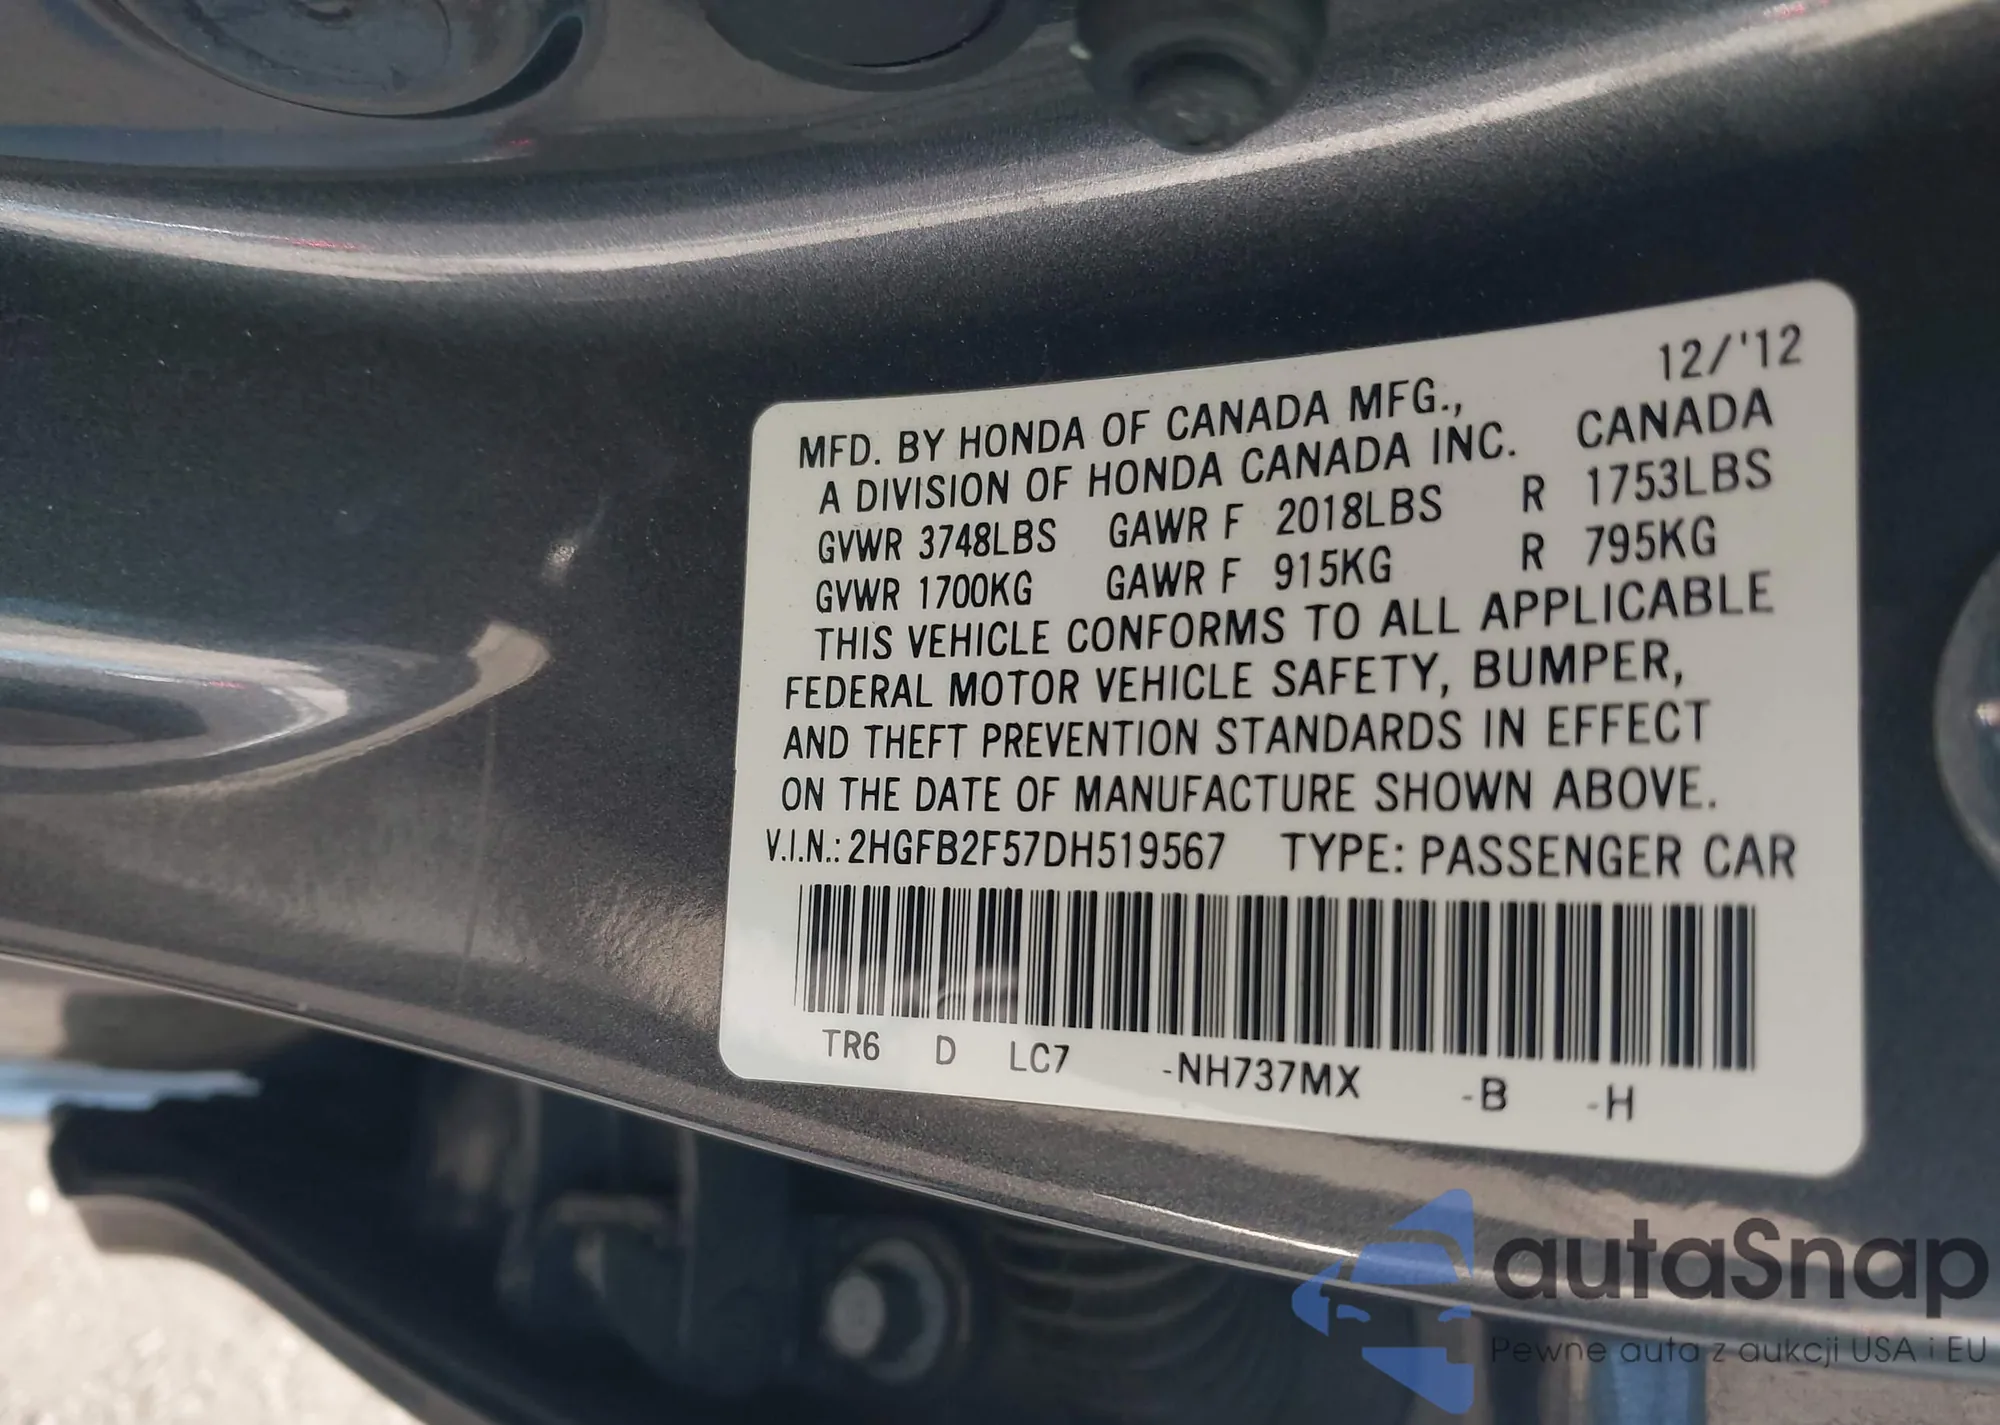 12/'12
MFD. BY HONDA OF CANADA MFG.,
A DIVISION OF HONDA CANADA INC. CANADA
GVWR 3748LBS GAWR F 2018LBS R 1753LBS
GVWR 1700KG GAWR F 915KG R 795KG
THIS VEHICLE CONFORMS TO ALL APPLICABLE
FEDERAL MOTOR VEHICLE SAFETY, BUMPER,
AND THEFT PREVENTION STANDARDS IN EFFECT
ON THE DATE OF MANUFACTURE SHOWN ABOVE.
V.I.N.: 2HGFB2F57DH519567 TYPE: PASSENGER CAR
TR6 D LC7 -NH737MX -B -H
autaSnap
Pewne auta z aukcji USA i EU